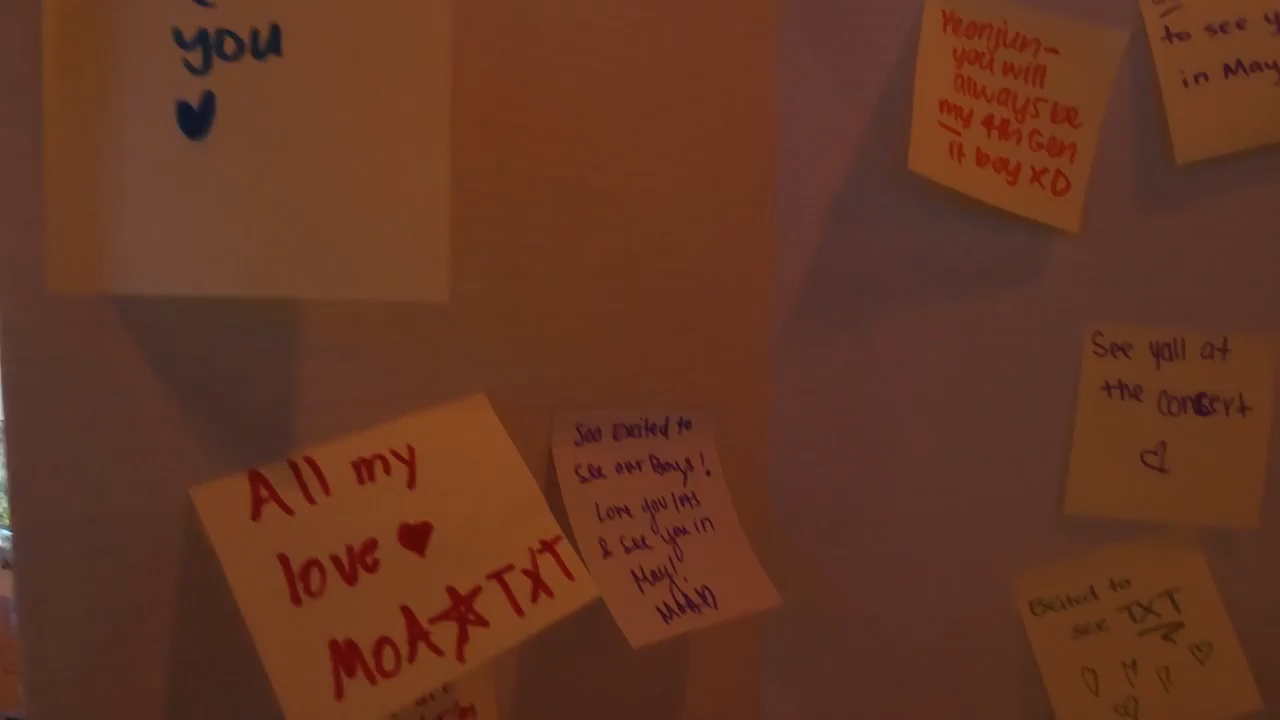 you
Yeonjun-
you will
always be
my 4th Gen
it boy XD
to see
in May
See yall at
the concert
All my
love
MOA TXT
Soo excited to
see our Boys!
Love you lots
& see you in
May!
Exited to
see TXT